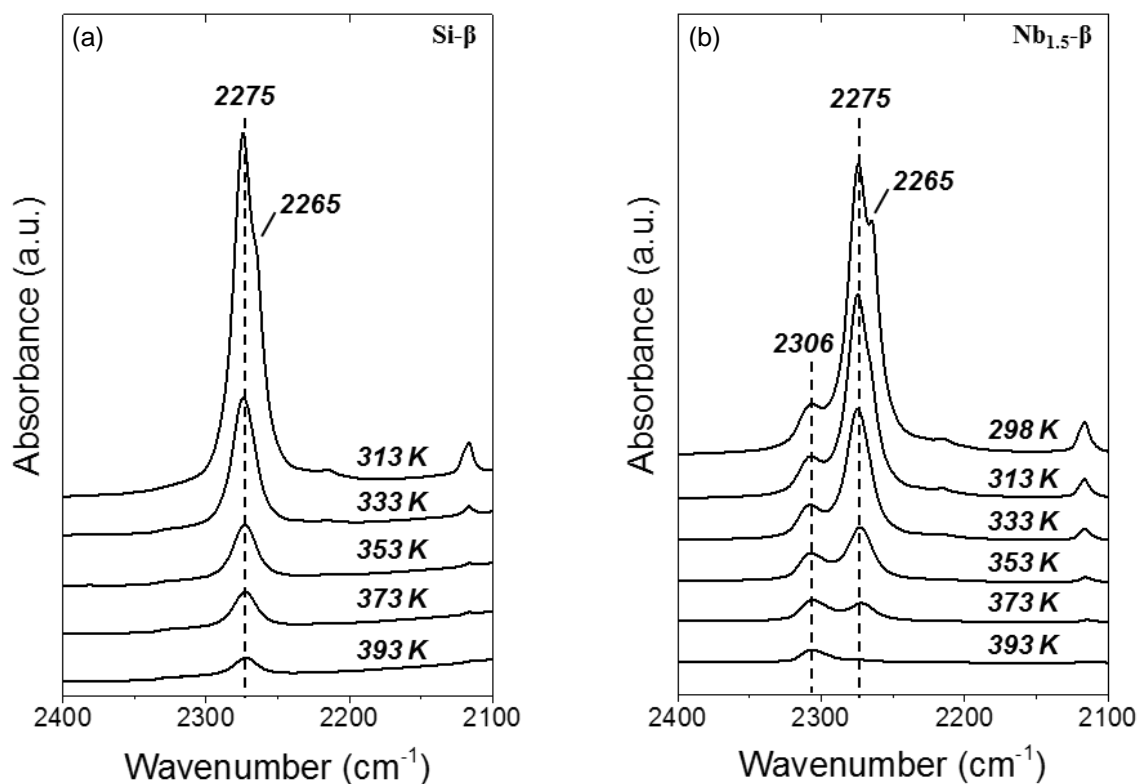 (a)
Si-β
2275
2265
313 K
333 K
353 K
373 K
393 K
2400 2300 2200 2100
Wavenumber (cm⁻¹)
Absorbance (a.u.)
(b)
Nb₁.₅-β
2275
2265
2306
298 K
313 K
333 K
353 K
373 K
393 K
2400 2300 2200 2100
Wavenumber (cm⁻¹)
Absorbance (a.u.)